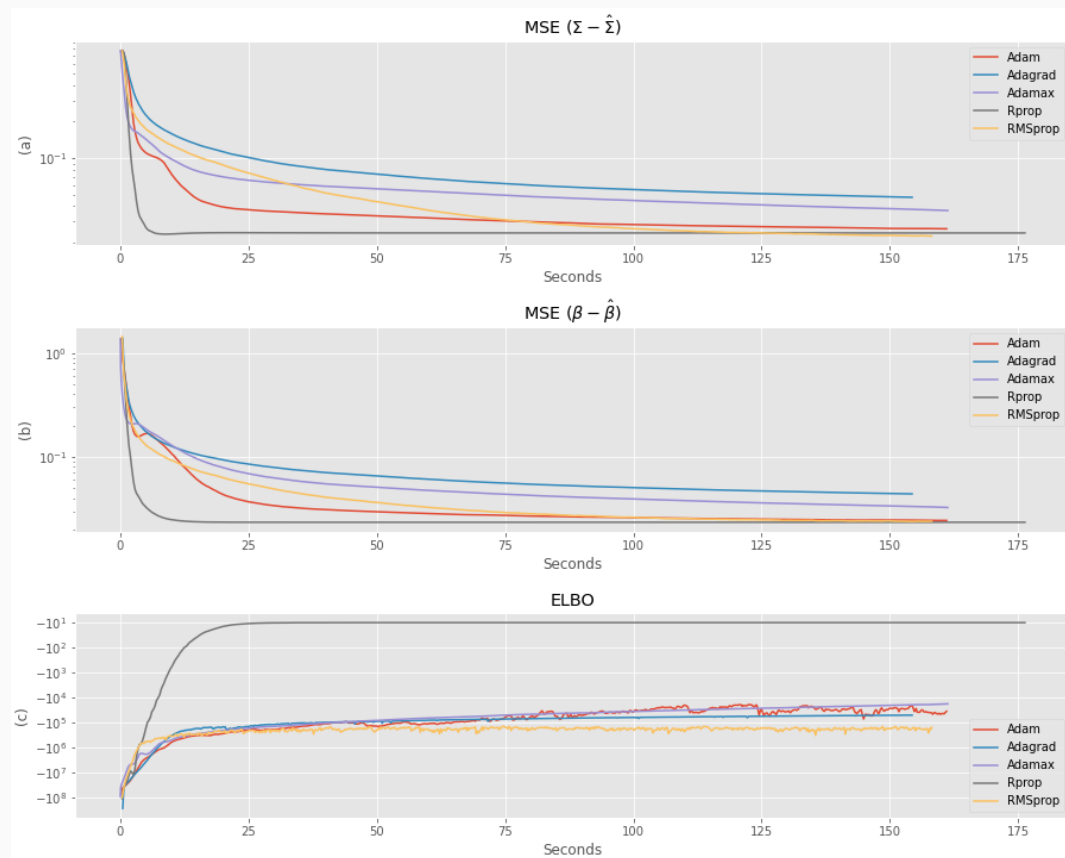 MSE (Σ − Σ̂)
(a)
10⁻¹
Adam
Adagrad
Adamax
Rprop
RMSprop
0 25 50 75 100 125 150 175
Seconds
MSE (β − β̂)
(b)
10⁰
10⁻¹
Adam
Adagrad
Adamax
Rprop
RMSprop
0 25 50 75 100 125 150 175
Seconds
ELBO
(c)
−10¹
−10²
−10³
−10⁴
−10⁵
−10⁶
−10⁷
−10⁸
Adam
Adagrad
Adamax
Rprop
RMSprop
0 25 50 75 100 125 150 175
Seconds